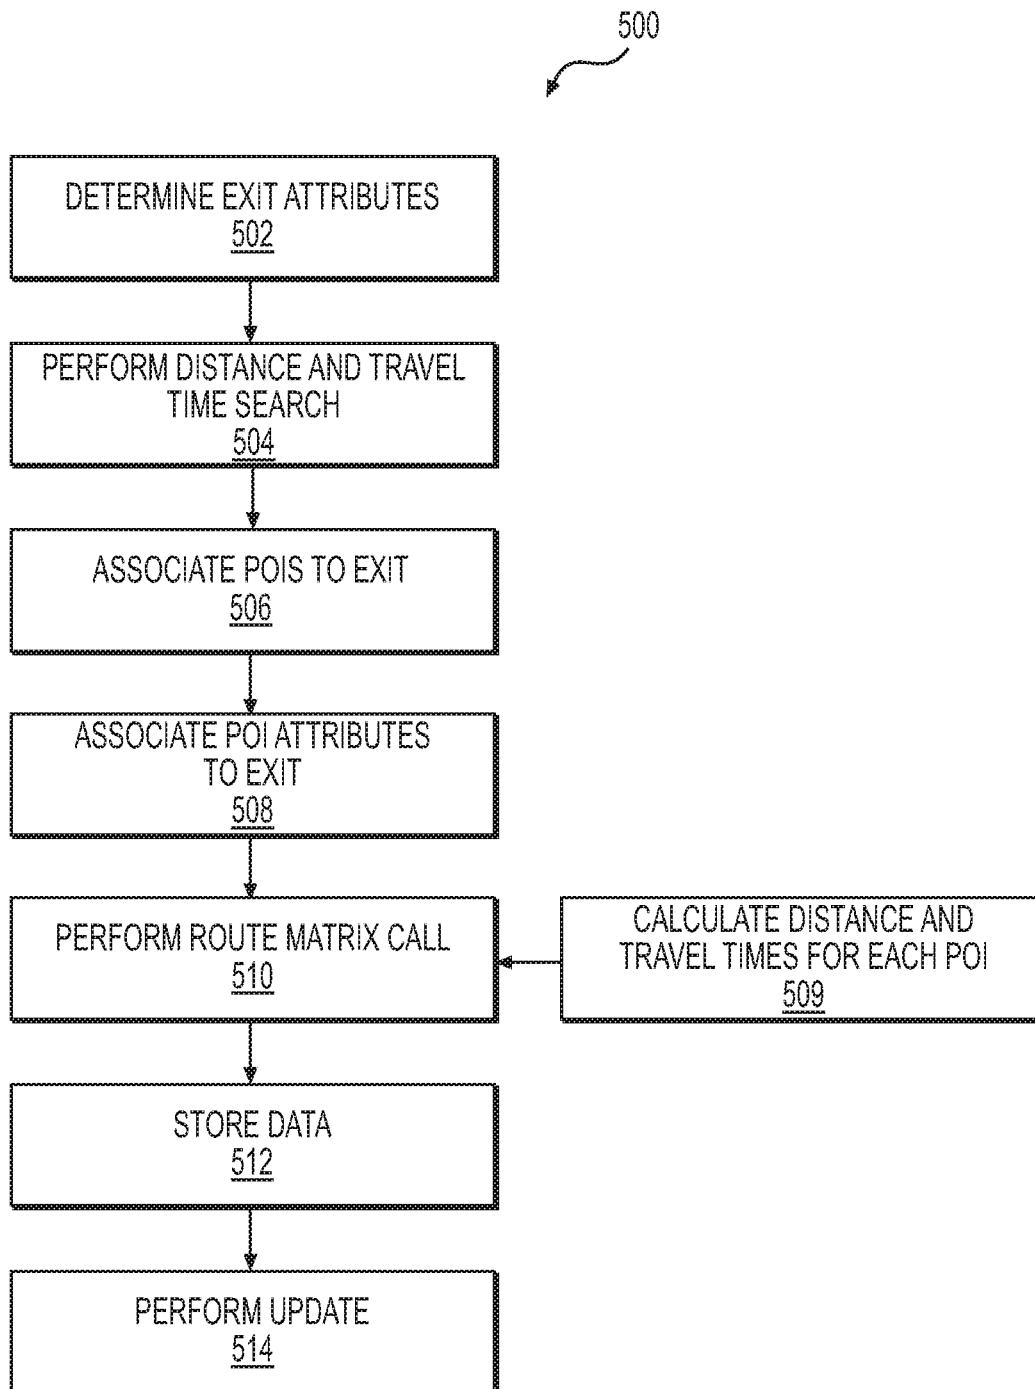 500
DETERMINE EXIT ATTRIBUTES
502
PERFORM DISTANCE AND TRAVEL
TIME SEARCH
504
ASSOCIATE POIS TO EXIT
506
ASSOCIATE POI ATTRIBUTES
TO EXIT
508
PERFORM ROUTE MATRIX CALL
510
CALCULATE DISTANCE AND
TRAVEL TIMES FOR EACH POI
509
STORE DATA
512
PERFORM UPDATE
514